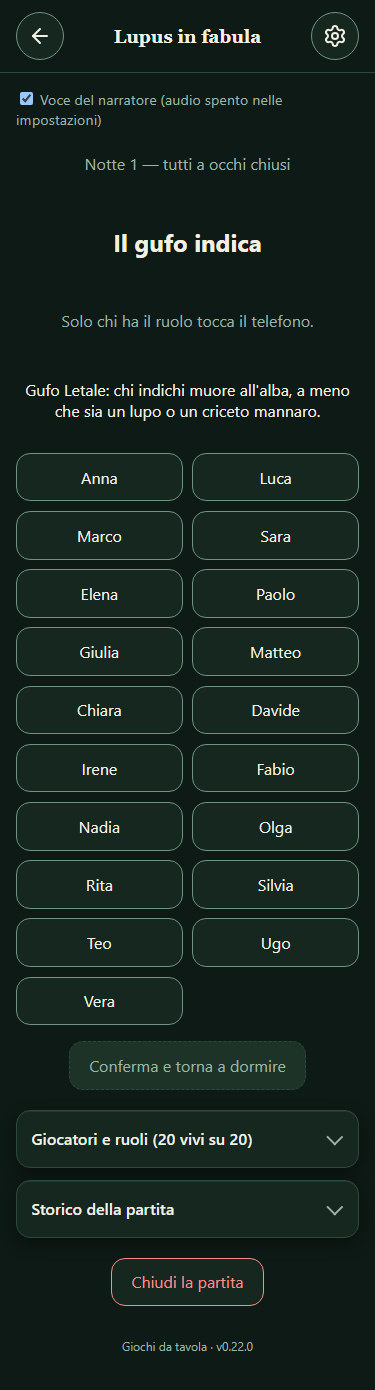 Lupus in fabula
Voce del narratore (audio spento nelle
impostazioni)
Notte 1 — tutti a occhi chiusi
Il gufo indica
Solo chi ha il ruolo tocca il telefono.
Gufo Letale: chi indichi muore all'alba, a meno
che sia un lupo o un criceto mannaro.
Anna
Luca
Marco
Sara
Elena
Paolo
Giulia
Matteo
Chiara
Davide
Irene
Fabio
Nadia
Olga
Rita
Silvia
Teo
Ugo
Vera
Conferma e torna a dormire
Giocatori e ruoli (20 vivi su 20)
Storico della partita
Chiudi la partita
Giochi da tavola · v0.22.0